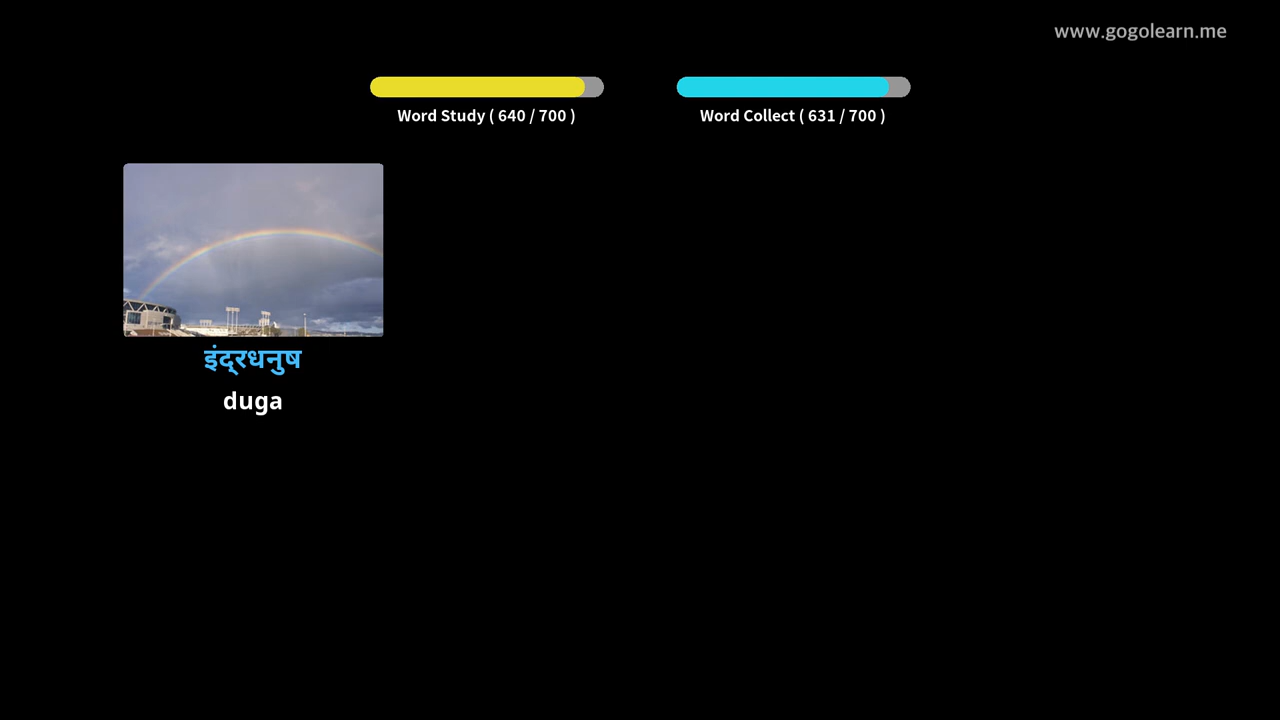 www.gogolearn.me
Word Study ( 640 / 700 )
Word Collect ( 631 / 700 )
इंद्रधनुष
duga